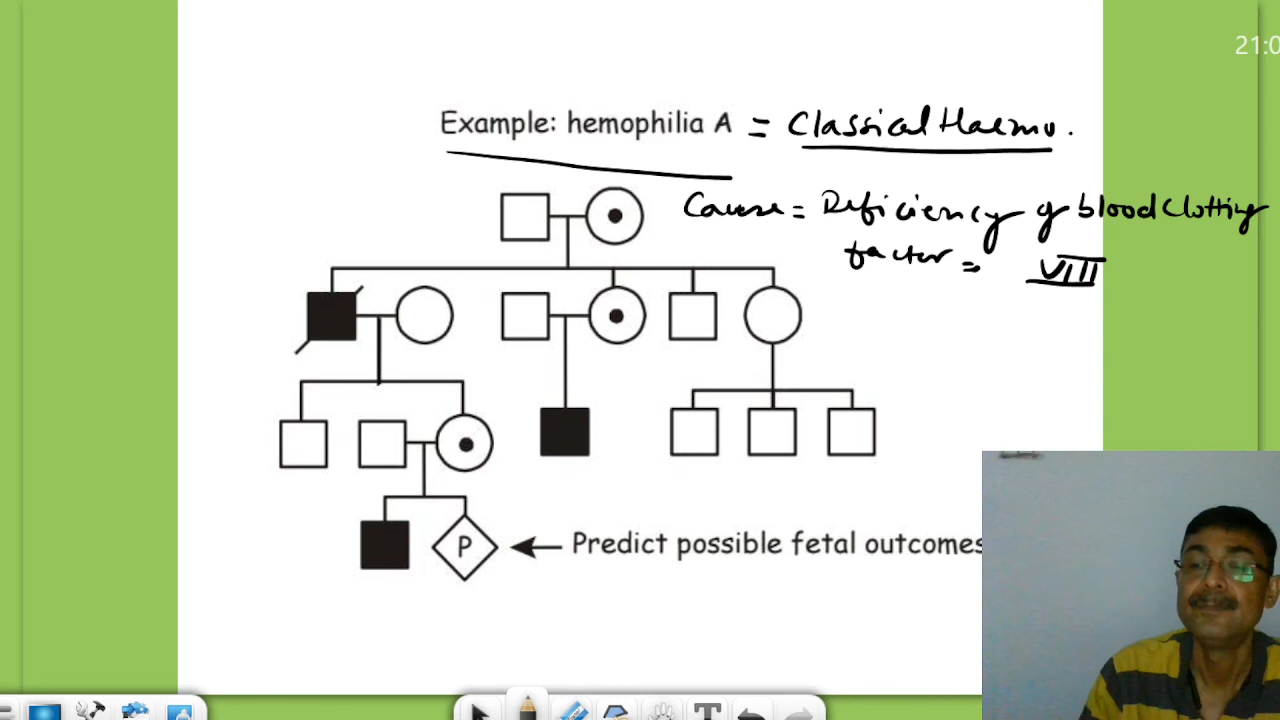 21:0
Example: hemophilia A = Classical Haemo.
Cause = Deficiency of blood Clotting
factor = VIII
P
Predict possible fetal outcomes
T